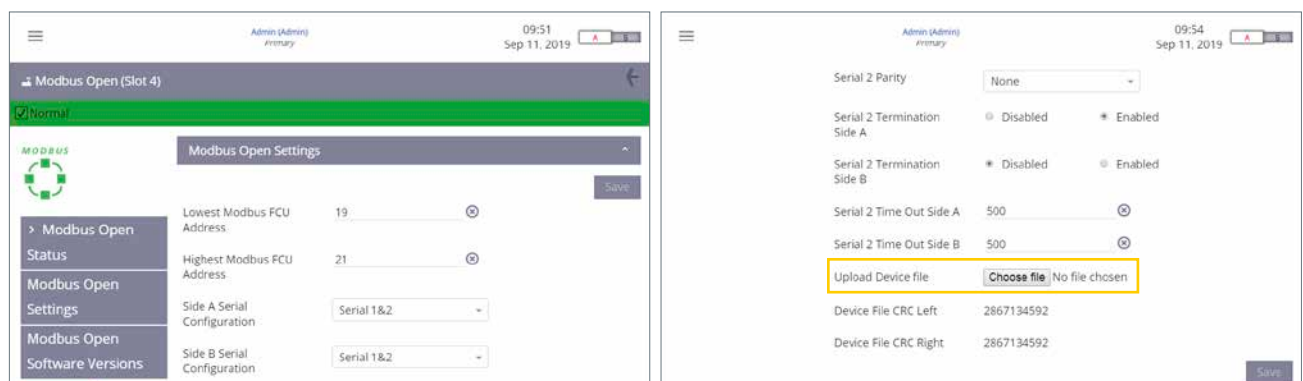 Admin (Admin)
Primary
09:51
Sep 11, 2019
A
Modbus Open (Slot 4)
Normal
MODBUS
> Modbus Open
Status
Modbus Open
Settings
Modbus Open
Software Versions
Modbus Open Settings
Save
Lowest Modbus FCU
Address
19
Highest Modbus FCU
Address
21
Side A Serial
Configuration
Serial 1&2
Side B Serial
Configuration
Serial 1&2
Admin (Admin)
Primary
09:54
Sep 11, 2019
A
Serial 2 Parity
None
Serial 2 Termination
Side A
Disabled
Enabled
Serial 2 Termination
Side B
Disabled
Enabled
Serial 2 Time Out Side A
500
Serial 2 Time Out Side B
500
Upload Device file
Choose file No file chosen
Device File CRC Left
2867134592
Device File CRC Right
2867134592
Save